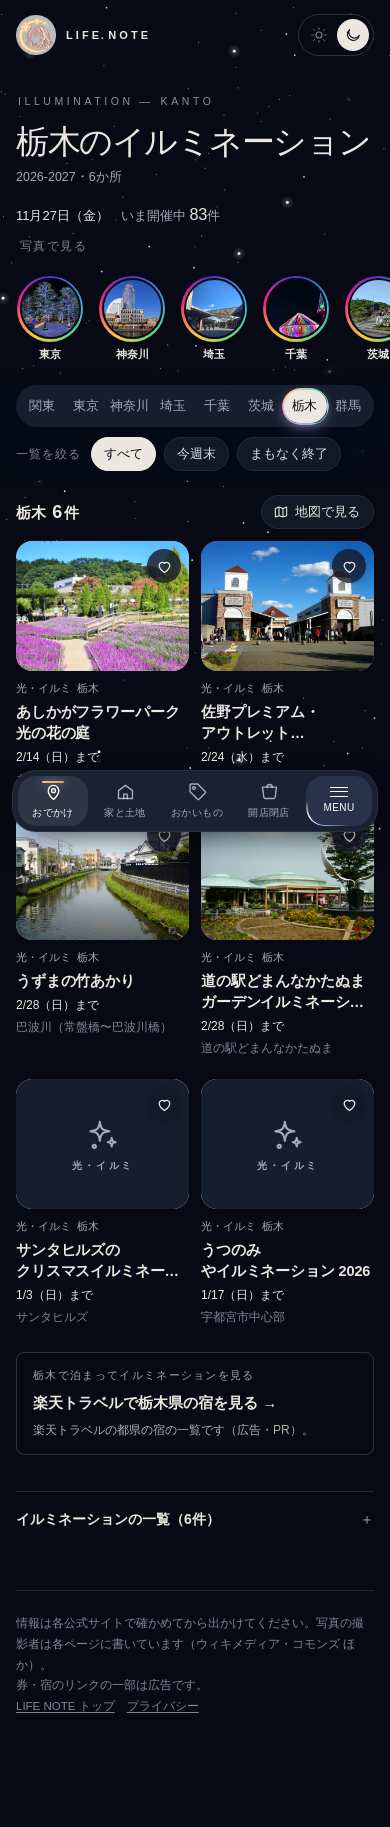 LIFE.NOTE
ILLUMINATION — KANTO
栃木のイルミネーション
2026-2027・6か所
11月27日（金） いま開催中 83件
写真で見る
東京 神奈川 埼玉 千葉 茨城
関東 東京 神奈川 埼玉 千葉 茨城 栃木 群馬
一覧を絞る すべて 今週末 まもなく終了
栃木 6件 地図で見る
光・イルミ 栃木
あしかがフラワーパーク
光の花の庭
2/14（日）まで
光・イルミ 栃木
佐野プレミアム・
アウトレット…
2/24（水）まで
おでかけ 家と土地 おかいもの 開店閉店 MENU
光・イルミ 栃木
うずまの竹あかり
2/28（日）まで
巴波川（常盤橋〜巴波川橋）
光・イルミ 栃木
道の駅どまんなかたぬま
ガーデンイルミネーシ…
2/28（日）まで
道の駅どまんなかたぬま
光・イルミ
光・イルミ 栃木
サンタヒルズの
クリスマスイルミネー…
1/3（日）まで
サンタヒルズ
光・イルミ
光・イルミ 栃木
うつのみ
やイルミネーション 2026
1/17（日）まで
宇都宮市中心部
栃木で泊まってイルミネーションを見る
楽天トラベルで栃木県の宿を見る →
楽天トラベルの都県の宿の一覧です（広告・PR）。
イルミネーションの一覧（6件） +
情報は各公式サイトで確かめてから出かけてください。写真の撮
影者は各ページに書いています（ウィキメディア・コモンズ ほ
か）。
券・宿のリンクの一部は広告です。
LIFE NOTE トップ プライバシー